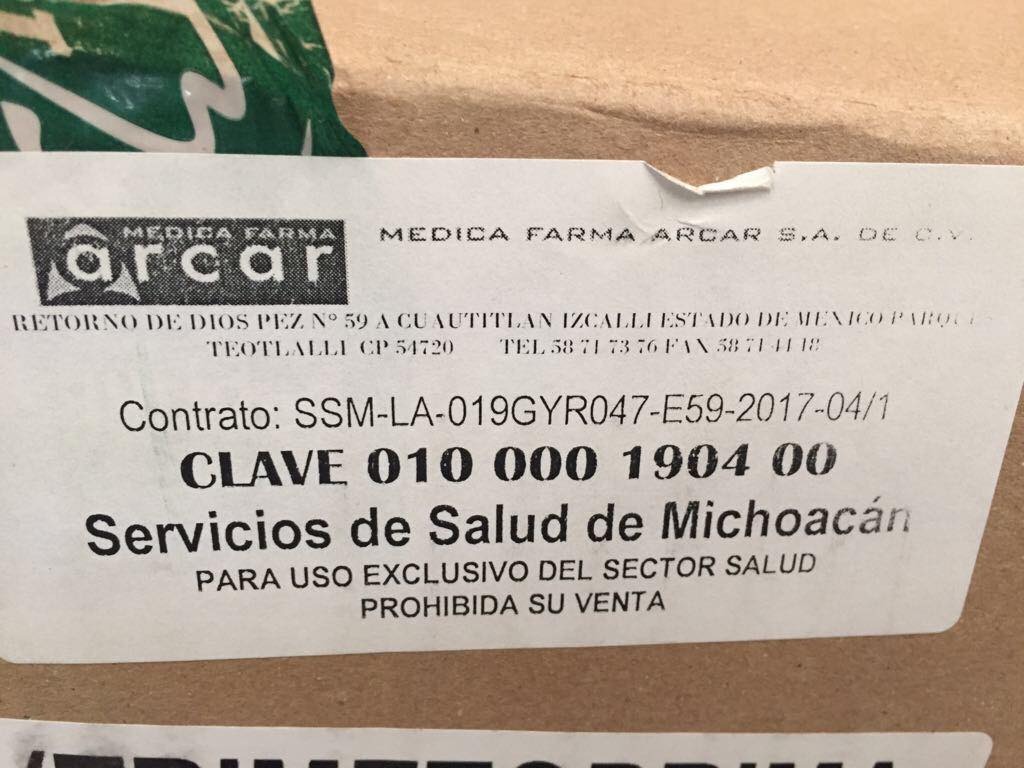 MEDICA FARMA
arcar
MEDICA FARMA ARCAR S.A. DE C.V.
RETORNO DE DIOS PEZ Nº 59 A CUAUTITLAN IZCALLI ESTADO DE MEXICO PARQUE
TEOTLALLI CP 54720 TEL 58 71 73 76 FAX 58 71 44 18
Contrato: SSM-LA-019GYR047-E59-2017-04/1
CLAVE 010 000 1904 00
Servicios de Salud de Michoacán
PARA USO EXCLUSIVO DEL SECTOR SALUD
PROHIBIDA SU VENTA